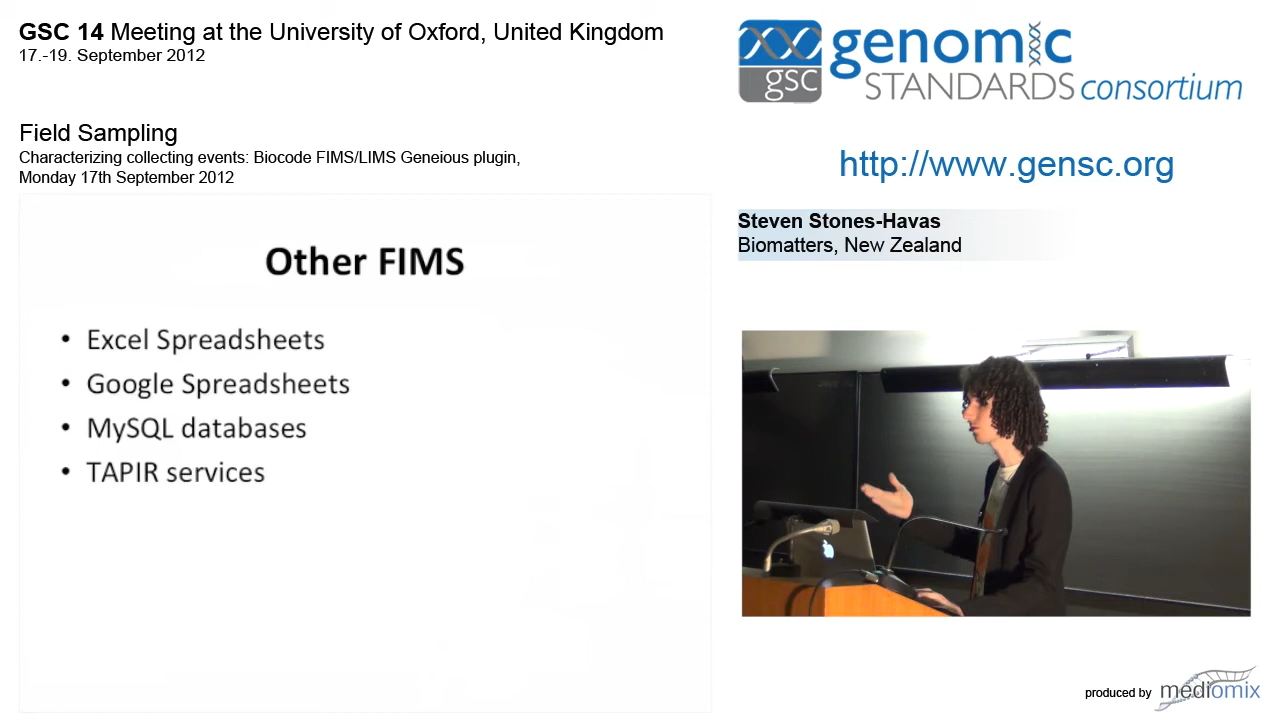 GSC 14 Meeting at the University of Oxford, United Kingdom
17.-19. September 2012
genomic
gsc
STANDARDS consortium
Field Sampling
Characterizing collecting events: Biocode FIMS/LIMS Geneious plugin,
Monday 17th September 2012
http://www.gensc.org
Steven Stones-Havas
Biomatters, New Zealand
Other FIMS
• Excel Spreadsheets
• Google Spreadsheets
• MySQL databases
• TAPIR services
produced by mediomix